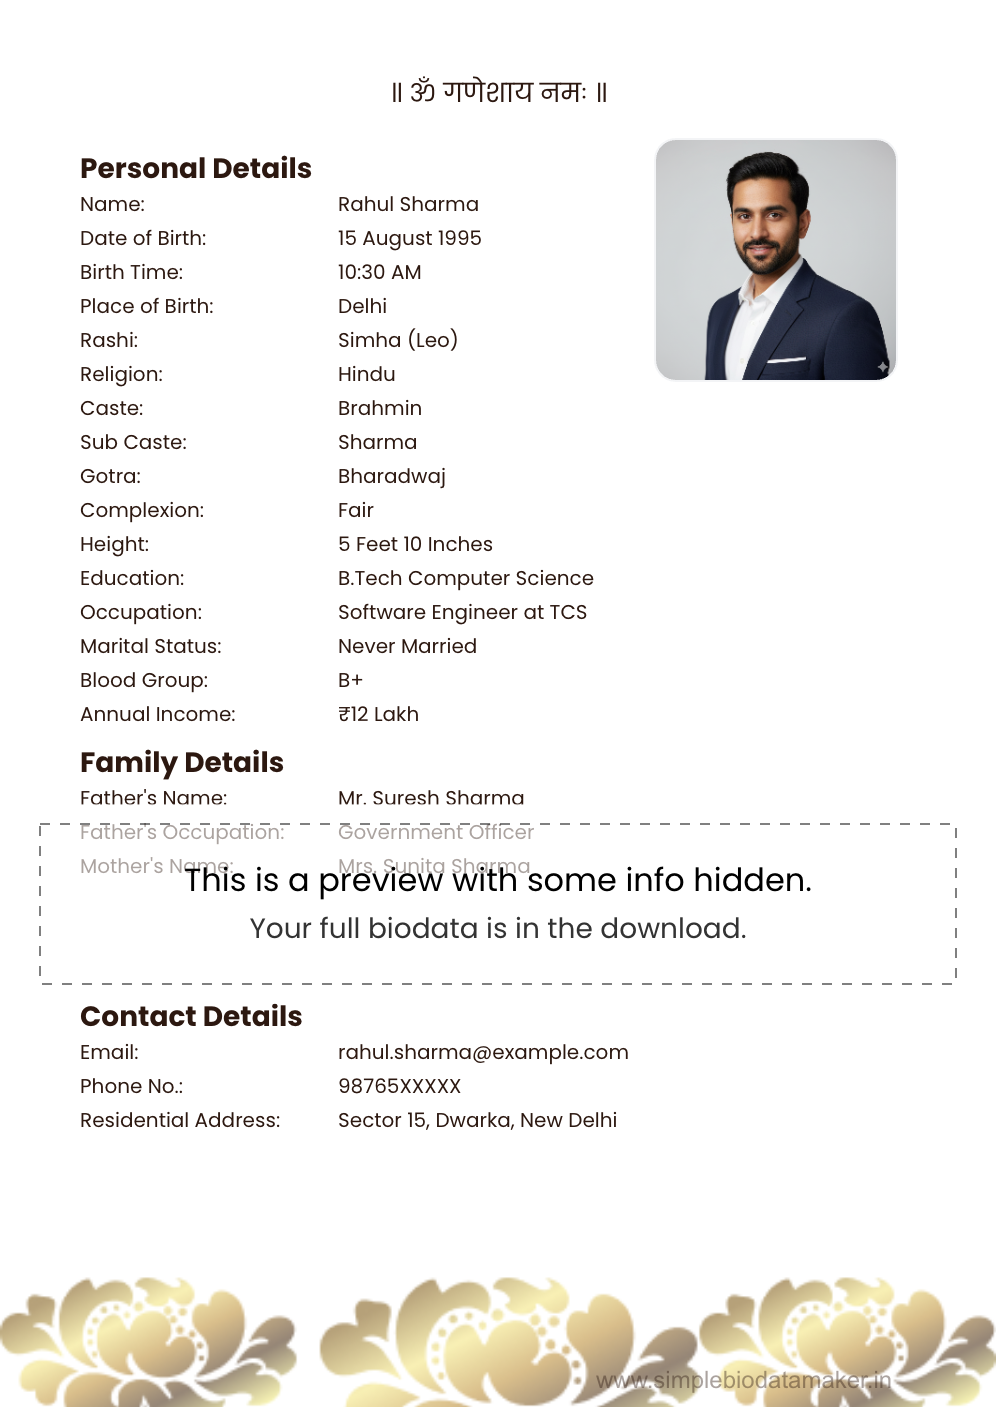 ॥ ॐ गणेशाय नमः ॥
Personal Details
Name: Rahul Sharma
Date of Birth: 15 August 1995
Birth Time: 10:30 AM
Place of Birth: Delhi
Rashi: Simha (Leo)
Religion: Hindu
Caste: Brahmin
Sub Caste: Sharma
Gotra: Bharadwaj
Complexion: Fair
Height: 5 Feet 10 Inches
Education: B.Tech Computer Science
Occupation: Software Engineer at TCS
Marital Status: Never Married
Blood Group: B+
Annual Income: ₹12 Lakh
Family Details
Father's Name: Mr. Suresh Sharma
Father's Occupation: Government Officer
Mother's Name: Mrs. Sunita Sharma
This is a preview with some info hidden.
Your full biodata is in the download.
Contact Details
Email: rahul.sharma@example.com
Phone No.: 98765XXXXX
Residential Address: Sector 15, Dwarka, New Delhi
www.simplebiodatamaker.in